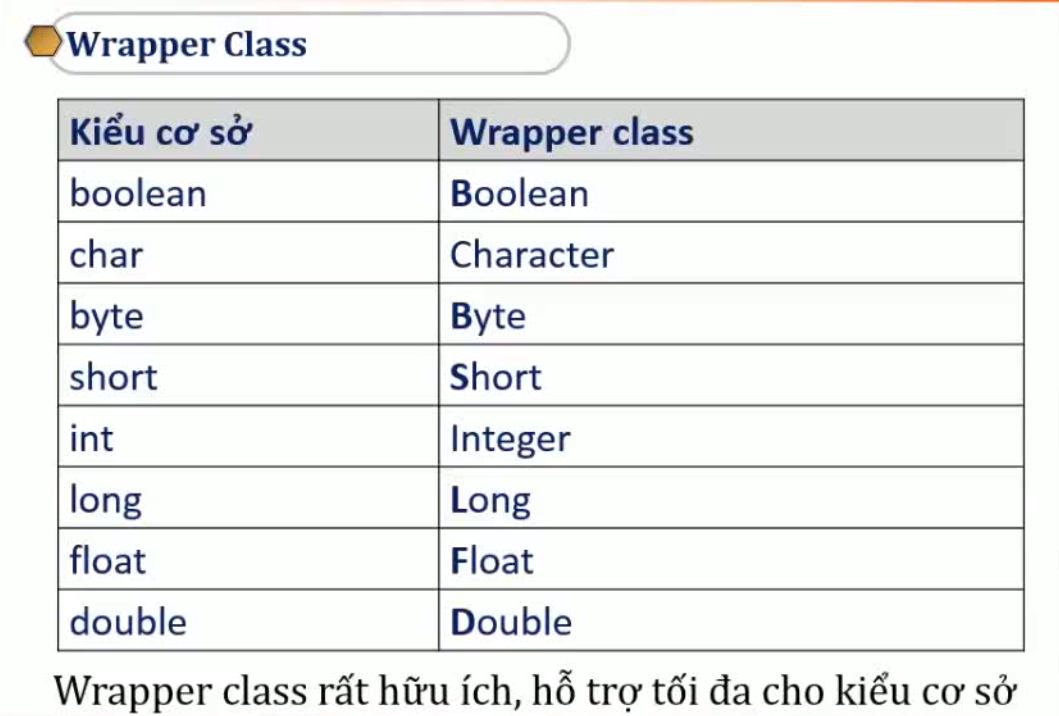 Wrapper Class
Kiểu cơ sở Wrapper class
boolean Boolean
char Character
byte Byte
short Short
int Integer
long Long
float Float
double Double
Wrapper class rất hữu ích, hỗ trợ tối đa cho kiểu cơ sở